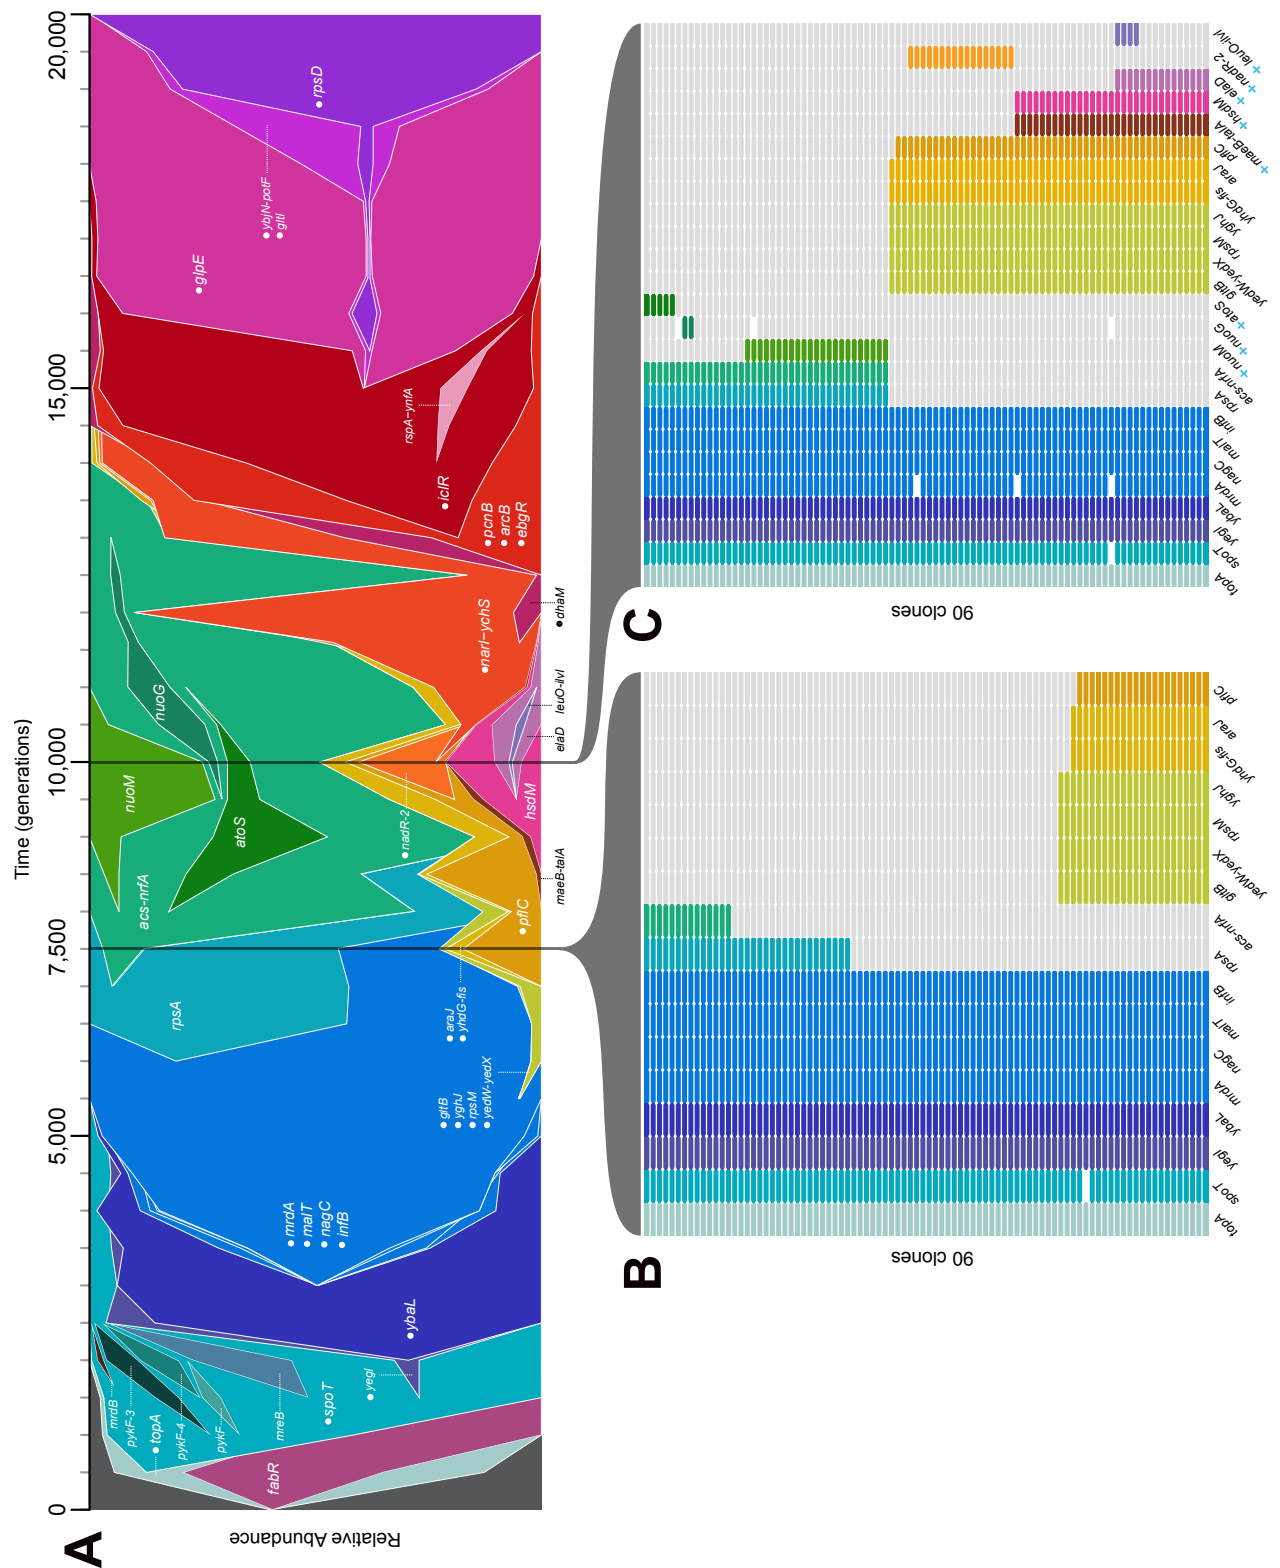 A
Time (generations)
0
5,000
7,500
10,000
15,000
20,000
Relative Abundance
fabR
topA
mrdB
pykF-3
pykF-4
pykF
mreB
spoT
yegI
ybaL
mrdA
malT
nagC
infB
rpsA
gltB
yghJ
rpsM
yedW-yedX
araJ
yhdG-fis
acs-nrfA
pflC
nuoM
atoS
nuoG
nadR-2
maeB-talA
hsdM
elaD
leuO-ilvI
narI–ychS
dhaM
pcnB
arcB
ebgR
iclR
rspA–ynfA
glpE
ybjN-potF
gltI
rpsD
B
90 clones
topA
spoT
yegI
ybaL
mrdA
nagC
malT
infB
rpsA
acs-nrfA
gltB
yedW-yedX
rpsM
yghJ
yhdG-fis
araJ
pflC
C
90 clones
topA
spoT
yegI
ybaL
mrdA
nagC
malT
infB
rpsA
acs-nrfA
+nuoM
+nuoG
+atoS
gltB
yedW-yedX
rpsM
yghJ
yhdG-fis
araJ
pflC
+maeB-talA
+hsdM
+elaD
+nadR-2
+leuO-ilvI